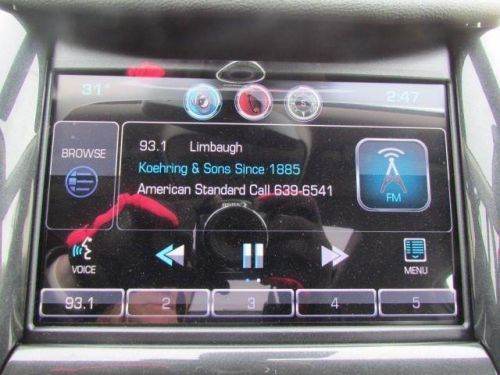 31° 2:47
BROWSE
93.1 Limbaugh
Koehring & Sons Since 1885
American Standard Call 639-6541
FM
VOICE
MENU
93.1 2 3 4 5